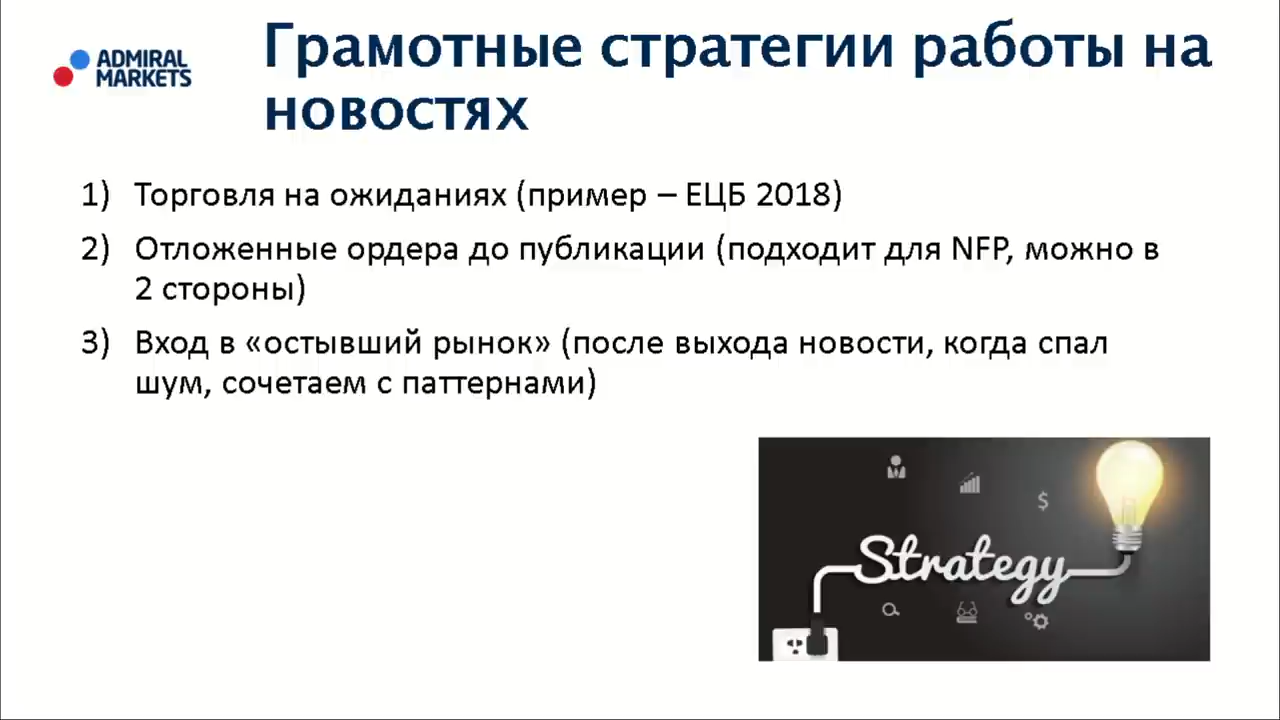 ADMIRAL
MARKETS
Грамотные стратегии работы на
новостях
1) Торговля на ожиданиях (пример – ЕЦБ 2018)
2) Отложенные ордера до публикации (подходит для NFP, можно в
2 стороны)
3) Вход в «остывший рынок» (после выхода новости, когда спал
шум, сочетаем с паттернами)
$
Strategy